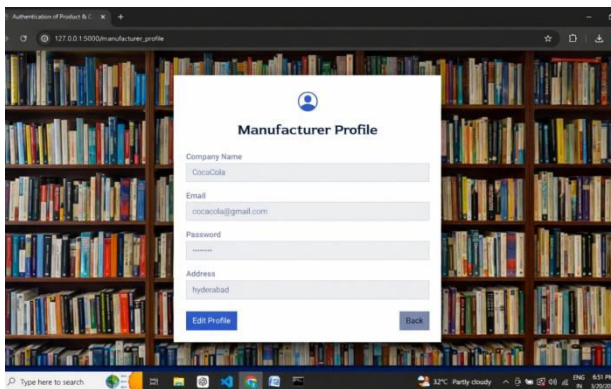 Authentication of Product & C
127.0.0.1:5000/manufacturer_profile
Manufacturer Profile
Company Name
CocaCola
Email
cocacola@gmail.com
Password
Address
hyderabad
Edit Profile
Back
Type here to search
32°C Partly cloudy
ENG
IN